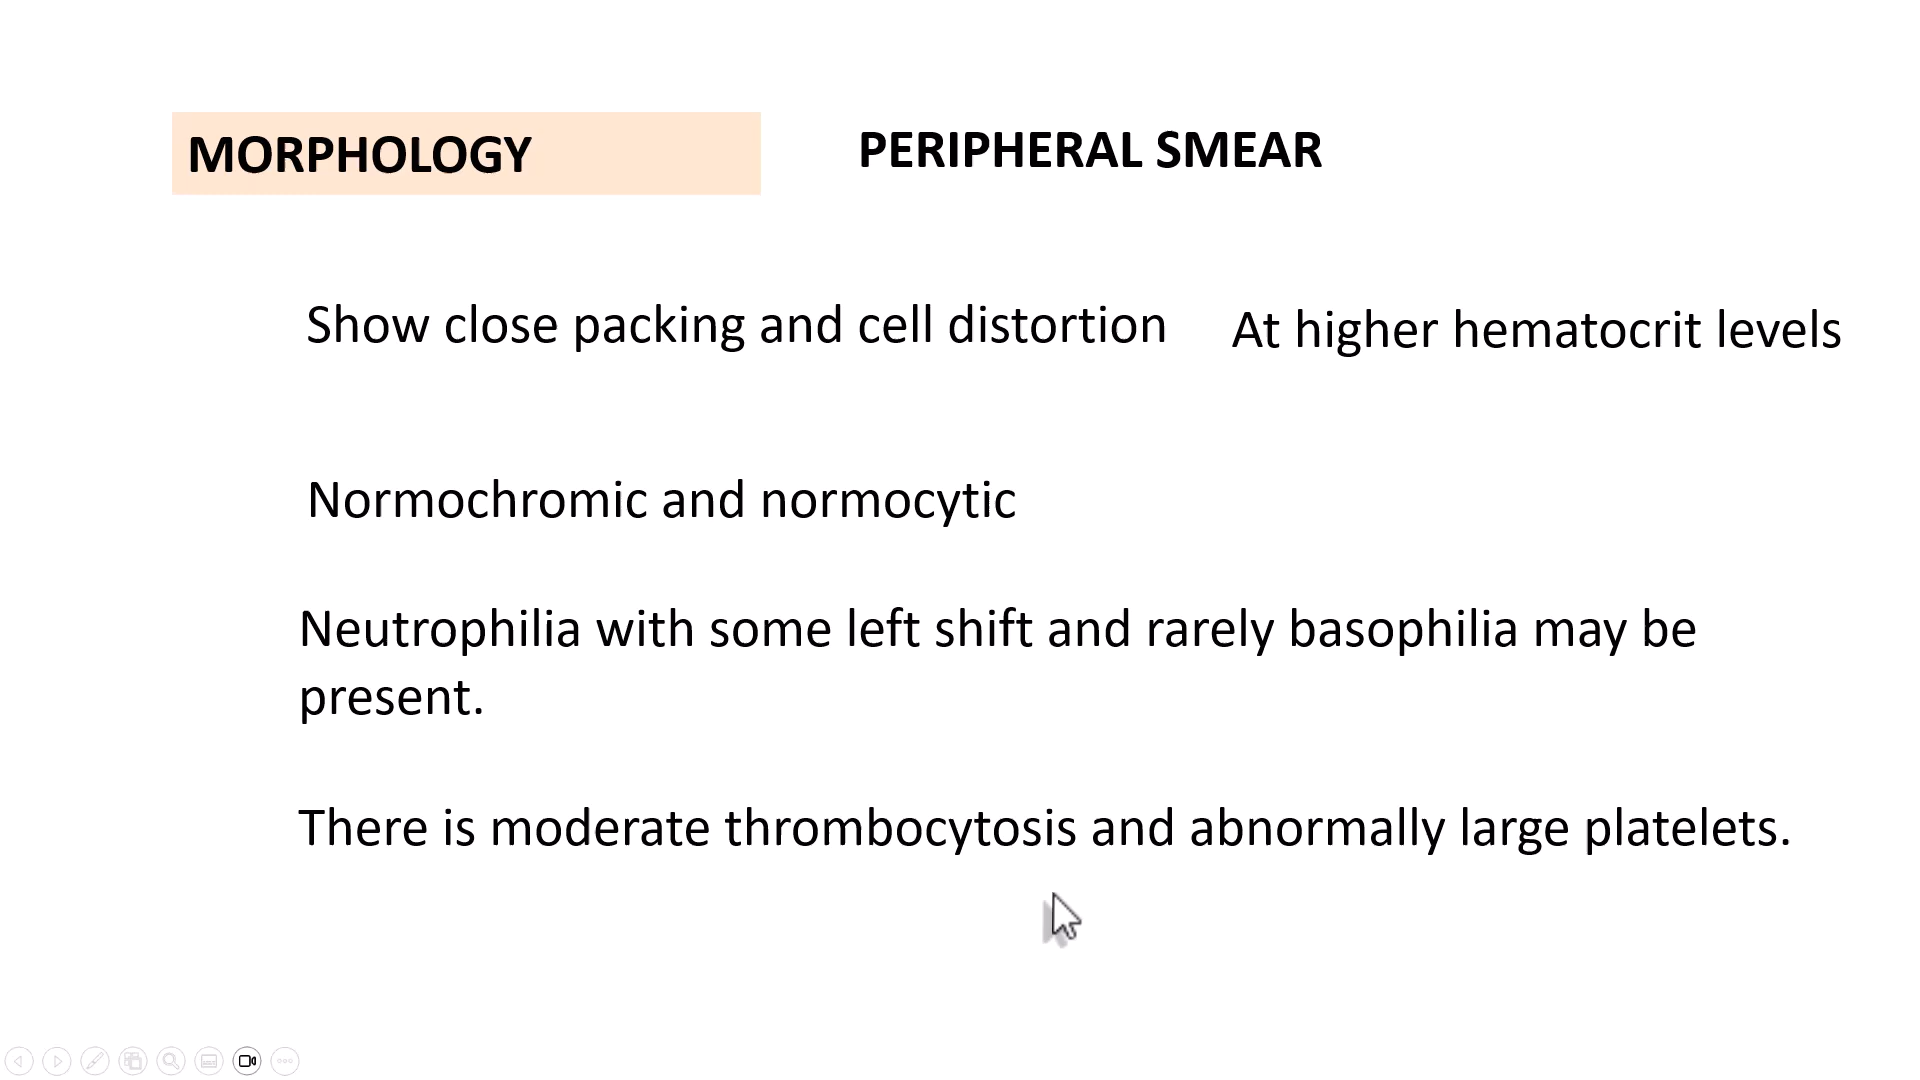 MORPHOLOGY
PERIPHERAL SMEAR
Show close packing and cell distortion
At higher hematocrit levels
Normochromic and normocytic
Neutrophilia with some left shift and rarely basophilia may be
present.
There is moderate thrombocytosis and abnormally large platelets.